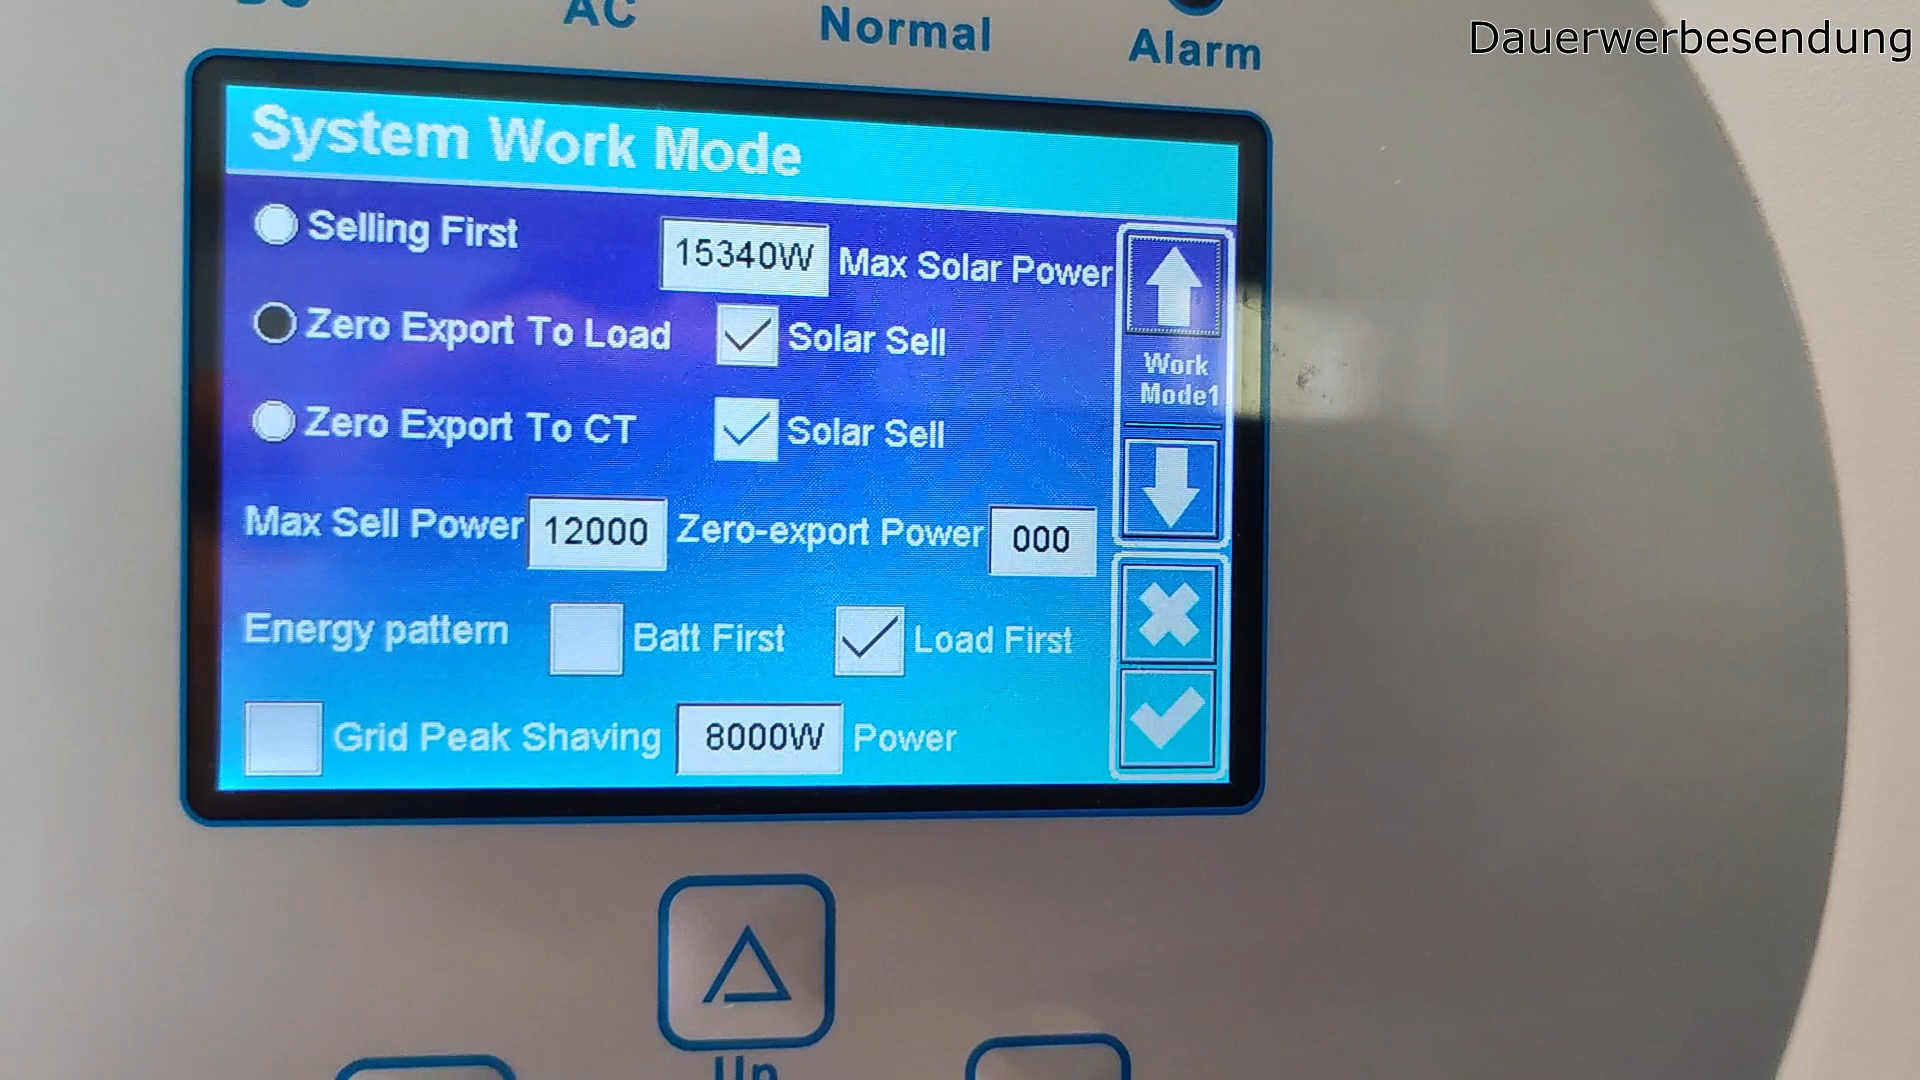 Dauerwerbesendung
DC
AC
Normal
Alarm
System Work Mode
Selling First
15340W Max Solar Power
Zero Export To Load Solar Sell
Work
Mode1
Zero Export To CT Solar Sell
Max Sell Power 12000 Zero-export Power 000
Energy pattern Batt First Load First
Grid Peak Shaving 8000W Power
Up